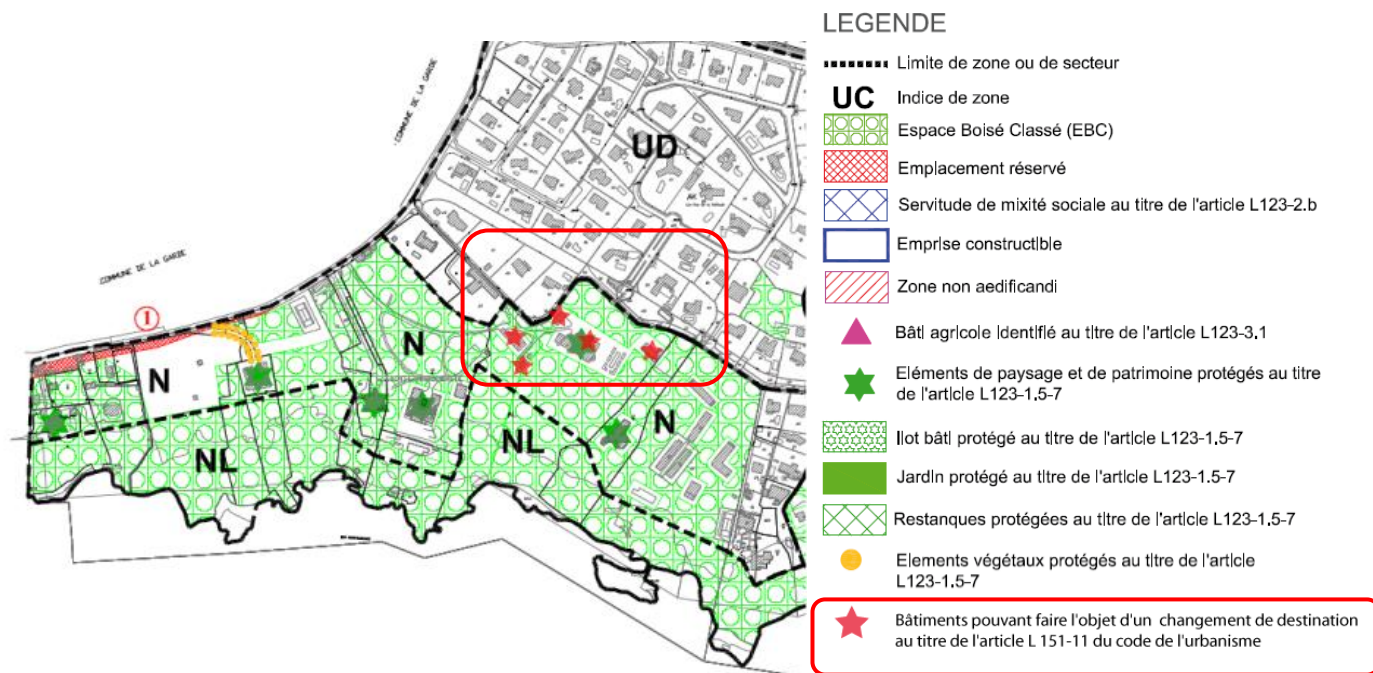 COMMUNE DE LA GARDE
UD
COMMUNE DE LA GARDE
1
N
N
NL
NL
N
LEGENDE
Limite de zone ou de secteur
UC Indice de zone
Espace Boisé Classé (EBC)
Emplacement réservé
Servitude de mixité sociale au titre de l'article L123-2.b
Emprise constructible
Zone non aedificandi
Bâti agricole identifié au titre de l'article L123-3.1
Eléments de paysage et de patrimoine protégés au titre
de l'article L123-1.5-7
Ilot bâti protégé au titre de l'article L123-1.5-7
Jardin protégé au titre de l'article L123-1.5-7
Restanques protégées au titre de l'article L123-1.5-7
Elements végétaux protégés au titre de l'article
L123-1.5-7
Bâtiments pouvant faire l'objet d'un changement de destination
au titre de l'article L 151-11 du code de l'urbanisme